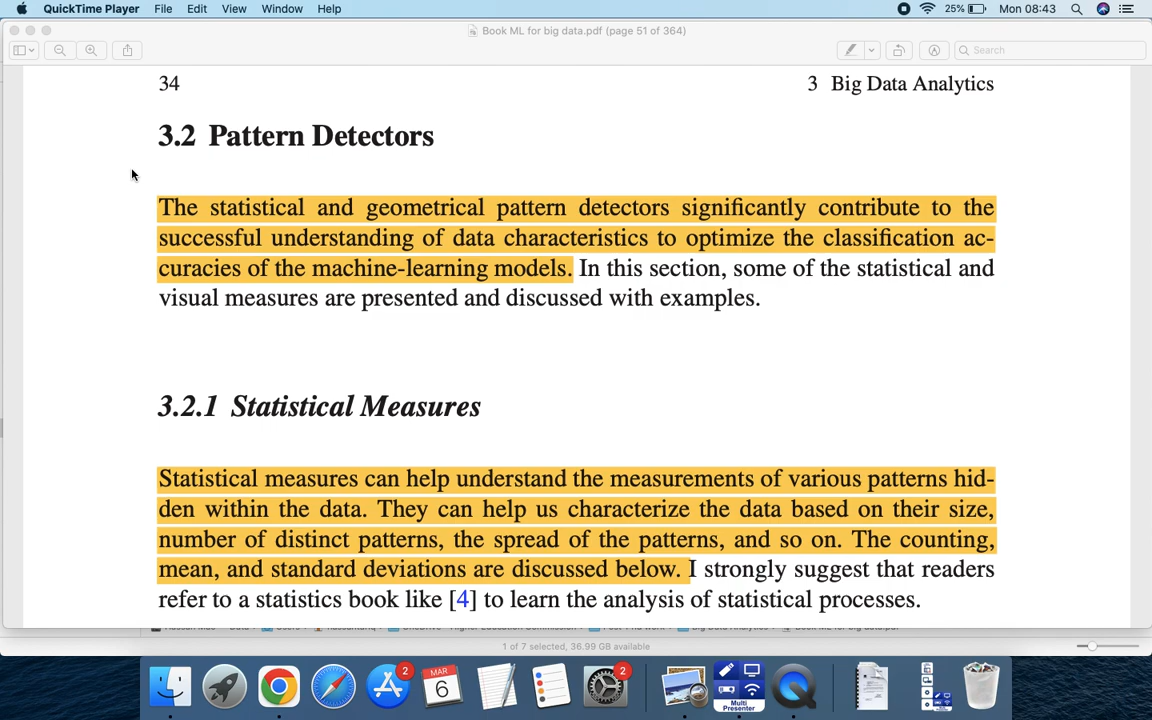 QuickTime Player File Edit View Window Help 25% Mon 08:43
Book ML for big data.pdf (page 51 of 364)
Search
34 3 Big Data Analytics
3.2 Pattern Detectors
The statistical and geometrical pattern detectors significantly contribute to the
successful understanding of data characteristics to optimize the classification ac-
curacies of the machine-learning models. In this section, some of the statistical and
visual measures are presented and discussed with examples.
3.2.1 Statistical Measures
Statistical measures can help understand the measurements of various patterns hid-
den within the data. They can help us characterize the data based on their size,
number of distinct patterns, the spread of the patterns, and so on. The counting,
mean, and standard deviations are discussed below. I strongly suggest that readers
refer to a statistics book like [4] to learn the analysis of statistical processes.
1 of 7 selected, 36.99 GB available
2
MAR
6
2
Multi
Presenter